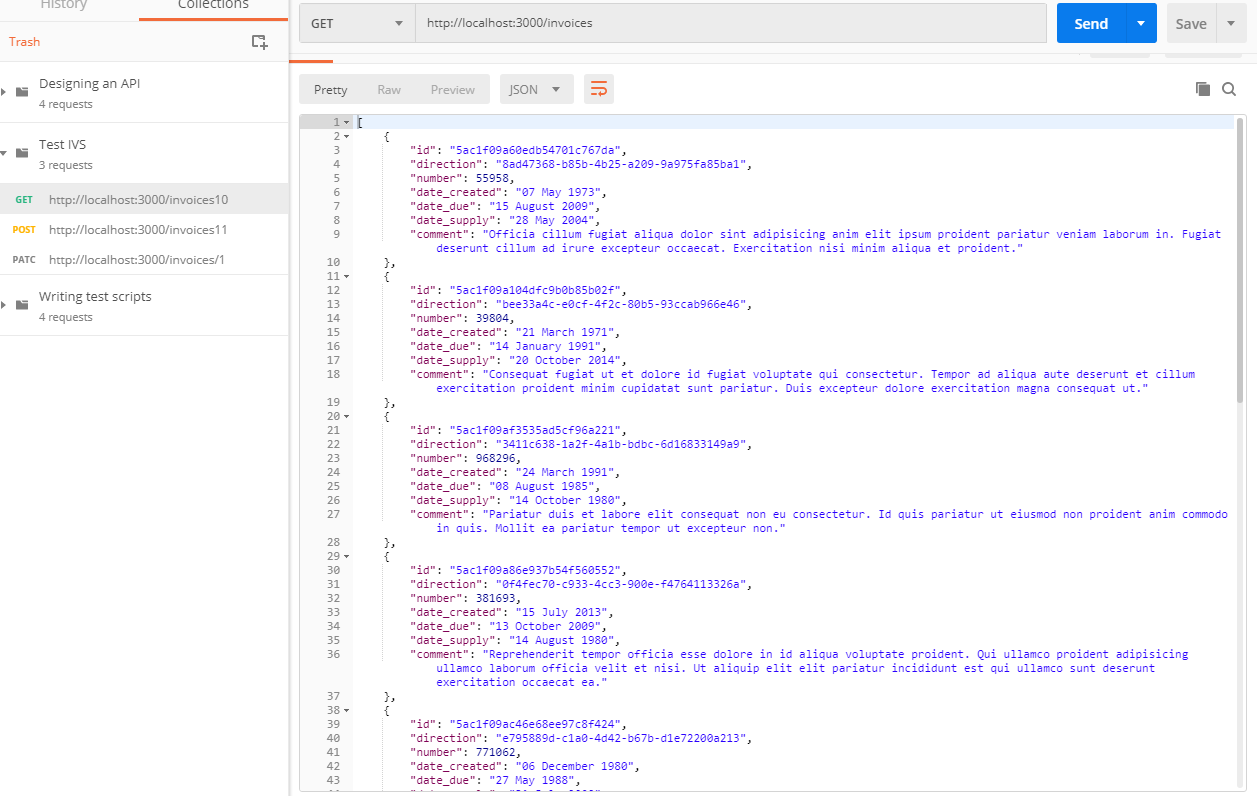 History
Collections
Trash
Designing an API
4 requests
Test IVS
3 requests
GET http://localhost:3000/invoices10
POST http://localhost:3000/invoices11
PATC http://localhost:3000/invoices/1
Writing test scripts
4 requests
GET http://localhost:3000/invoices Send Save
Pretty Raw Preview JSON
1 [
2 {
3 "id": "5ac1f09a60edb54701c767da",
4 "direction": "8ad47368-b85b-4b25-a209-9a975fa85ba1",
5 "number": 55958,
6 "date_created": "07 May 1973",
7 "date_due": "15 August 2009",
8 "date_supply": "28 May 2004",
9 "comment": "Officia cillum fugiat aliqua dolor sint adipisicing anim elit ipsum proident pariatur veniam laborum in. Fugiat
deserunt cillum ad irure excepteur occaecat. Exercitation nisi minim aliqua et proident."
10 },
11 {
12 "id": "5ac1f09a104dfc9b0b85b02f",
13 "direction": "bee33a4c-e0cf-4f2c-80b5-93ccab966e46",
14 "number": 39804,
15 "date_created": "21 March 1971",
16 "date_due": "14 January 1991",
17 "date_supply": "20 October 2014",
18 "comment": "Consequat fugiat ut et dolore id fugiat voluptate qui consectetur. Tempor ad aliqua aute deserunt et cillum
exercitation proident minim cupidatat sunt pariatur. Duis excepteur dolore exercitation magna consequat ut."
19 },
20 {
21 "id": "5ac1f09af3535ad5cf96a221",
22 "direction": "3411c638-1a2f-4a1b-bdbc-6d16833149a9",
23 "number": 968296,
24 "date_created": "24 March 1991",
25 "date_due": "08 August 1985",
26 "date_supply": "14 October 1980",
27 "comment": "Pariatur duis et labore elit consequat non eu consectetur. Id quis pariatur ut eiusmod non proident anim commodo
in quis. Mollit ea pariatur tempor ut excepteur non."
28 },
29 {
30 "id": "5ac1f09a86e937b54f560552",
31 "direction": "0f4fec70-c933-4cc3-900e-f4764113326a",
32 "number": 381693,
33 "date_created": "15 July 2013",
34 "date_due": "13 October 2009",
35 "date_supply": "14 August 1980",
36 "comment": "Reprehenderit tempor officia esse dolore in id aliqua voluptate proident. Qui ullamco proident adipisicing
ullamco laborum officia velit et nisi. Ut aliquip elit elit pariatur incididunt est qui ullamco sunt deserunt
exercitation occaecat ea."
37 },
38 {
39 "id": "5ac1f09ac46e68ee97c8f424",
40 "direction": "e795889d-c1a0-4d42-b67b-d1e72200a213",
41 "number": 771062,
42 "date_created": "06 December 1980",
43 "date_due": "27 May 1988",